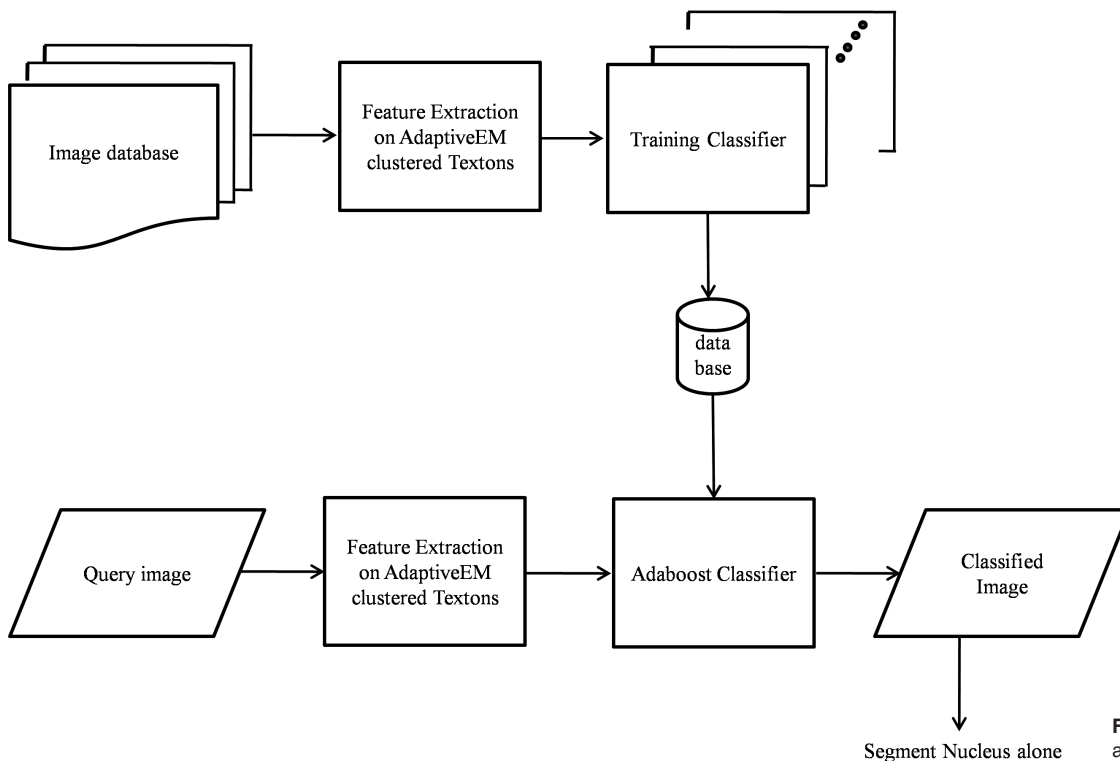 Image database
Feature Extraction
on AdaptiveEM
clustered Textons
Training Classifier
data
base
Query image
Feature Extraction
on AdaptiveEM
clustered Textons
Adaboost Classifier
Classified
Image
Segment Nucleus alone
F
a